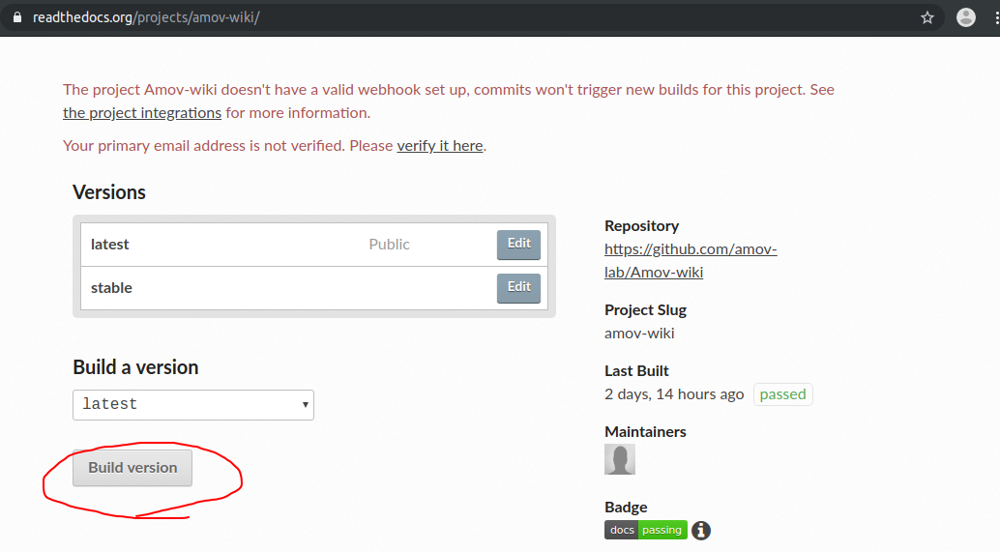 readthedocs.org/projects/amov-wiki/
The project Amov-wiki doesn't have a valid webhook set up, commits won't trigger new builds for this project. See
the project integrations for more information.
Your primary email address is not verified. Please verify it here.
Versions
latest Public Edit
stable Edit
Build a version
latest
Build version
Repository
https://github.com/amov-
lab/Amov-wiki
Project Slug
amov-wiki
Last Built
2 days, 14 hours ago passed
Maintainers
Badge
docs passing